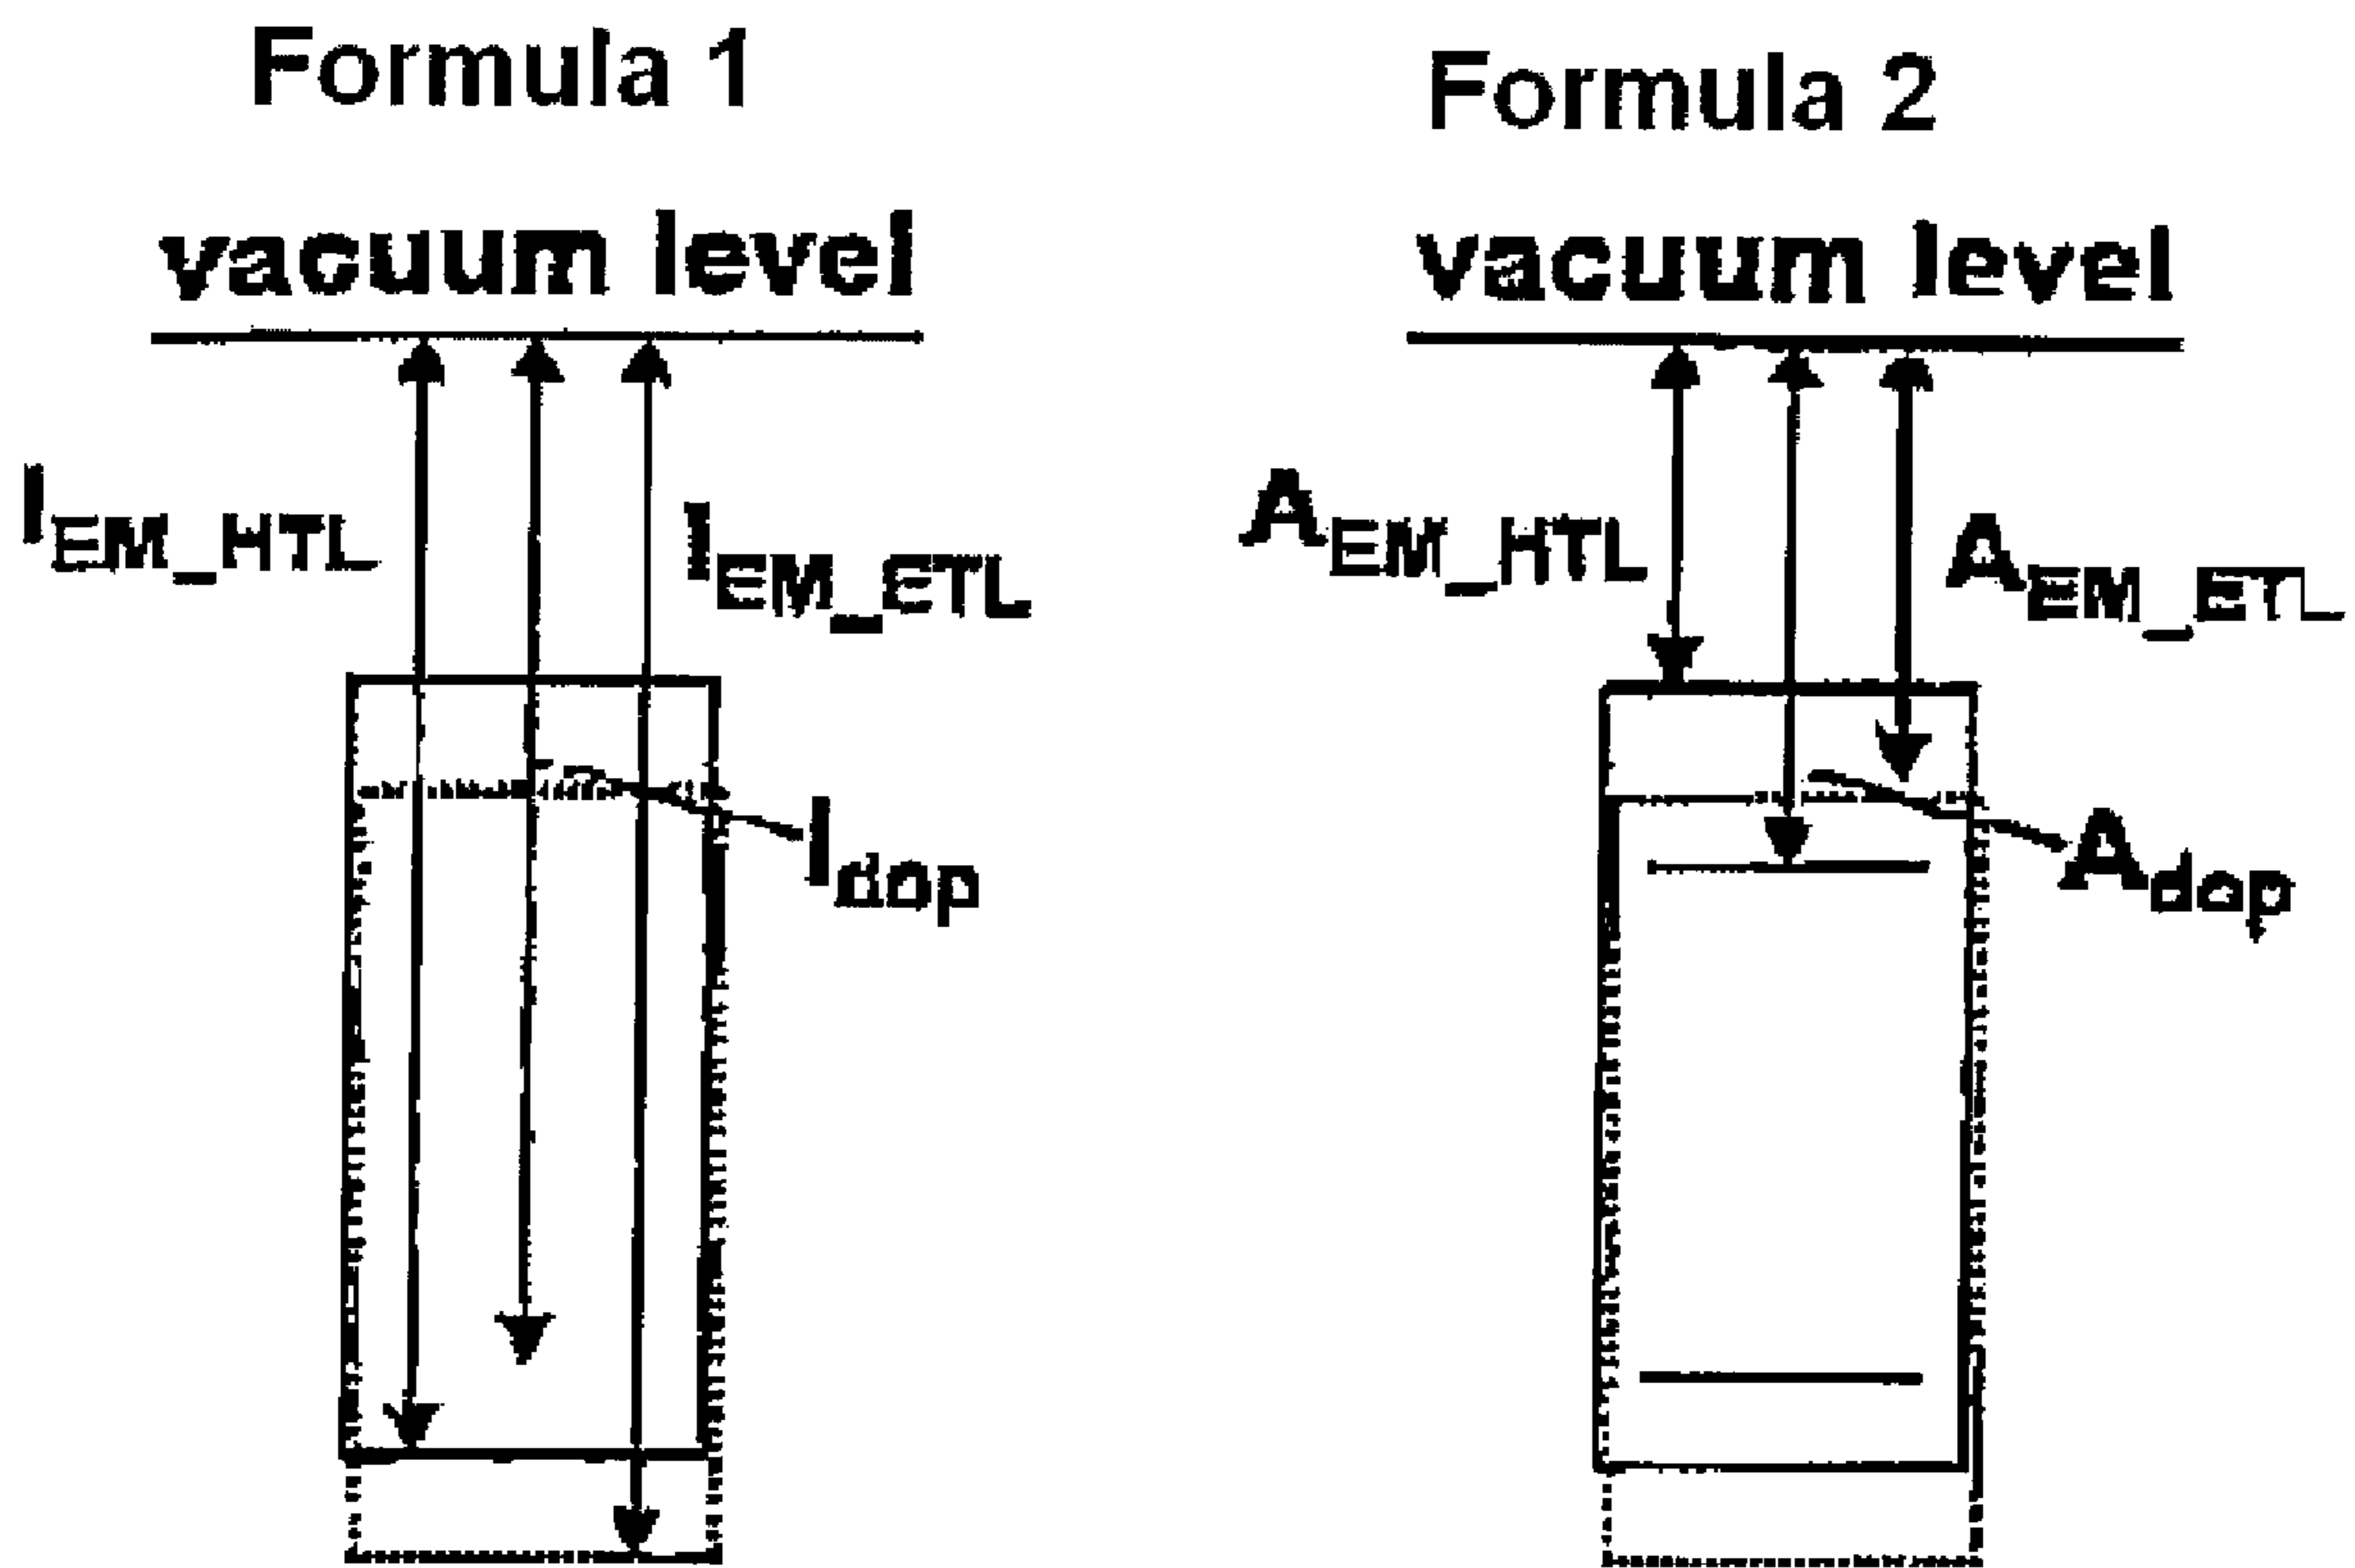 Formula 1
vacuum level
I_EM_HTL
I_EM_ETL
I_dop
Formula 2
vacuum level
A_EM_HTL
A_EM_ETL
A_dop